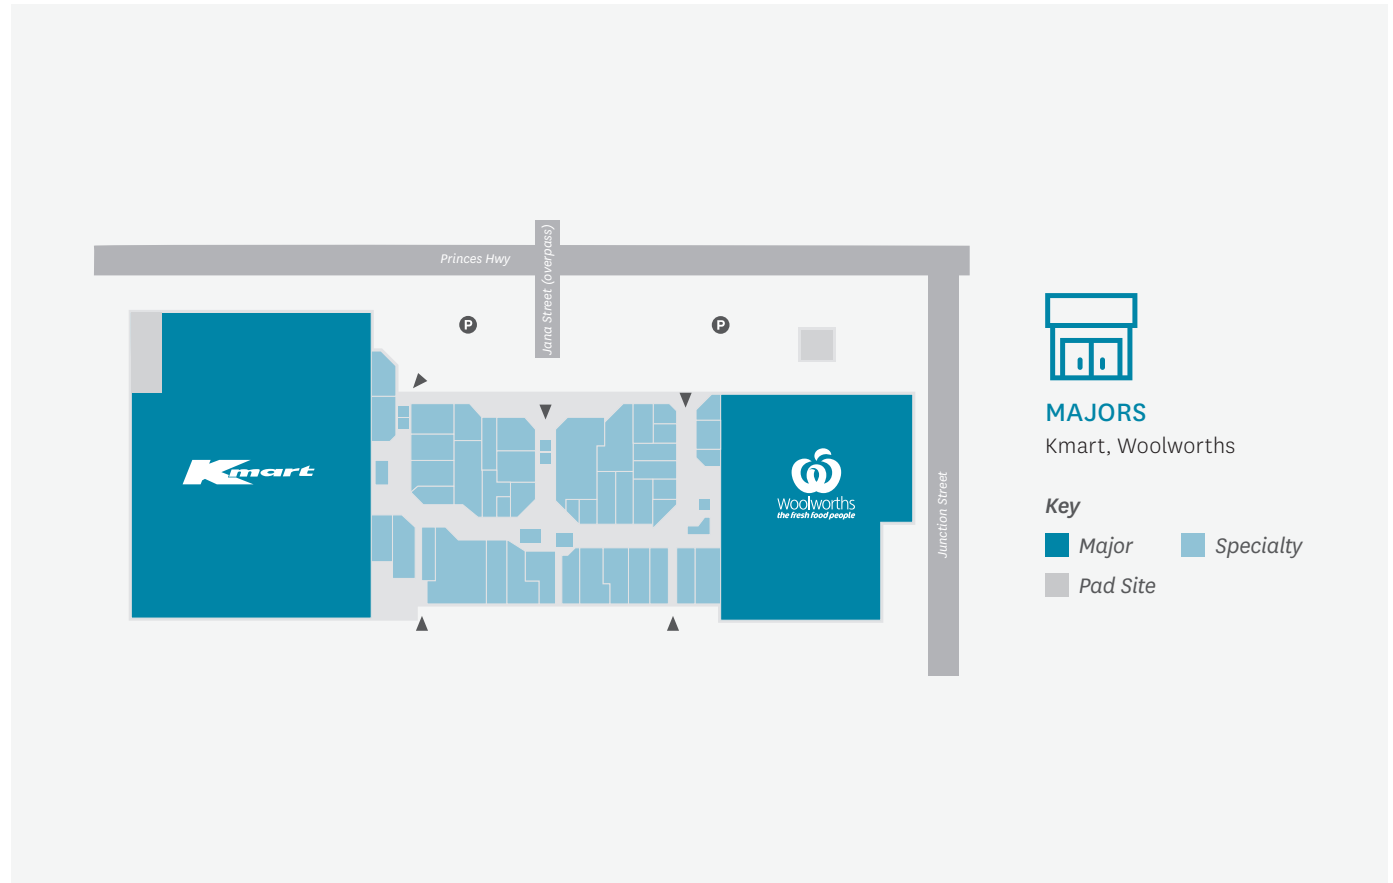 Princes Hwy
Jana Street (overpass)
P
P
Kmart
Woolworths
the fresh food people
Junction Street
MAJORS
Kmart, Woolworths
Key
Major
Specialty
Pad Site